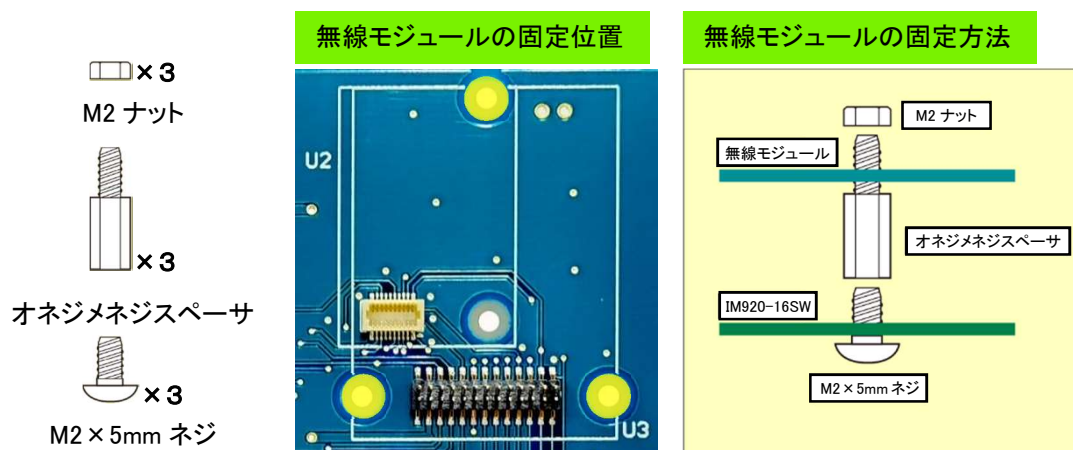 ×3
M2 ナット
×3
オネジメネジスペーサ
×3
M2×5mm ネジ
無線モジュールの固定位置
U2
U3
無線モジュールの固定方法
M2 ナット
無線モジュール
オネジメネジスペーサ
IM920-16SW
M2×5mm ネジ